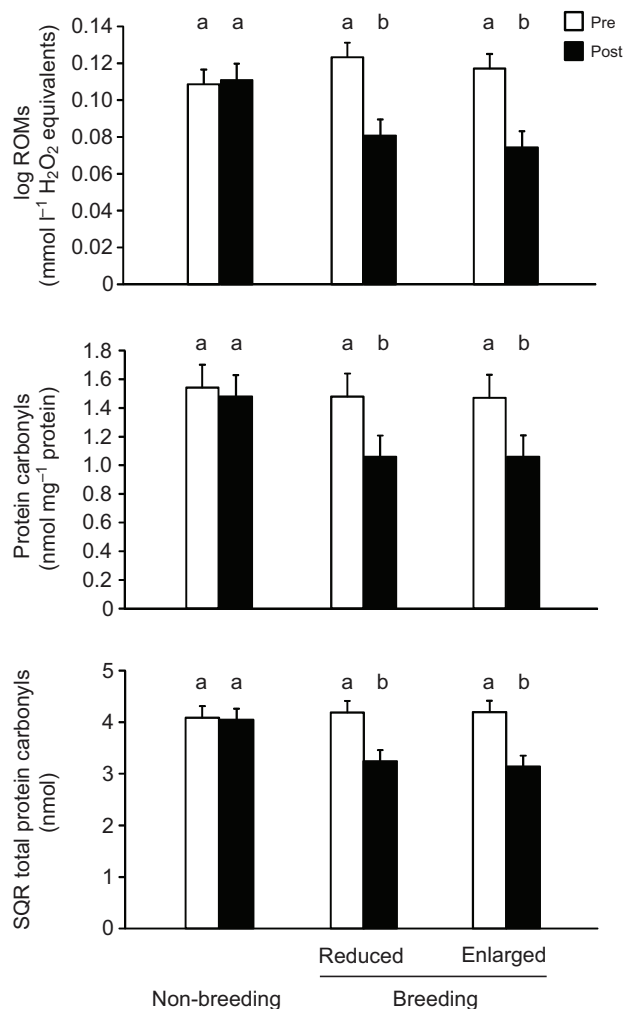 a a a b a b
Pre
Post
log ROMs
(mmol l⁻¹ H₂O₂ equivalents)
0.14
0.12
0.10
0.08
0.06
0.04
0.02
0
a a a b a b
Protein carbonyls
(nmol mg⁻¹ protein)
1.8
1.6
1.4
1.2
1.0
0.8
0.6
0.4
0.2
0
a a a b a b
SQR total protein carbonyls
(nmol)
5
4
3
2
1
0
Reduced Enlarged
Non-breeding Breeding